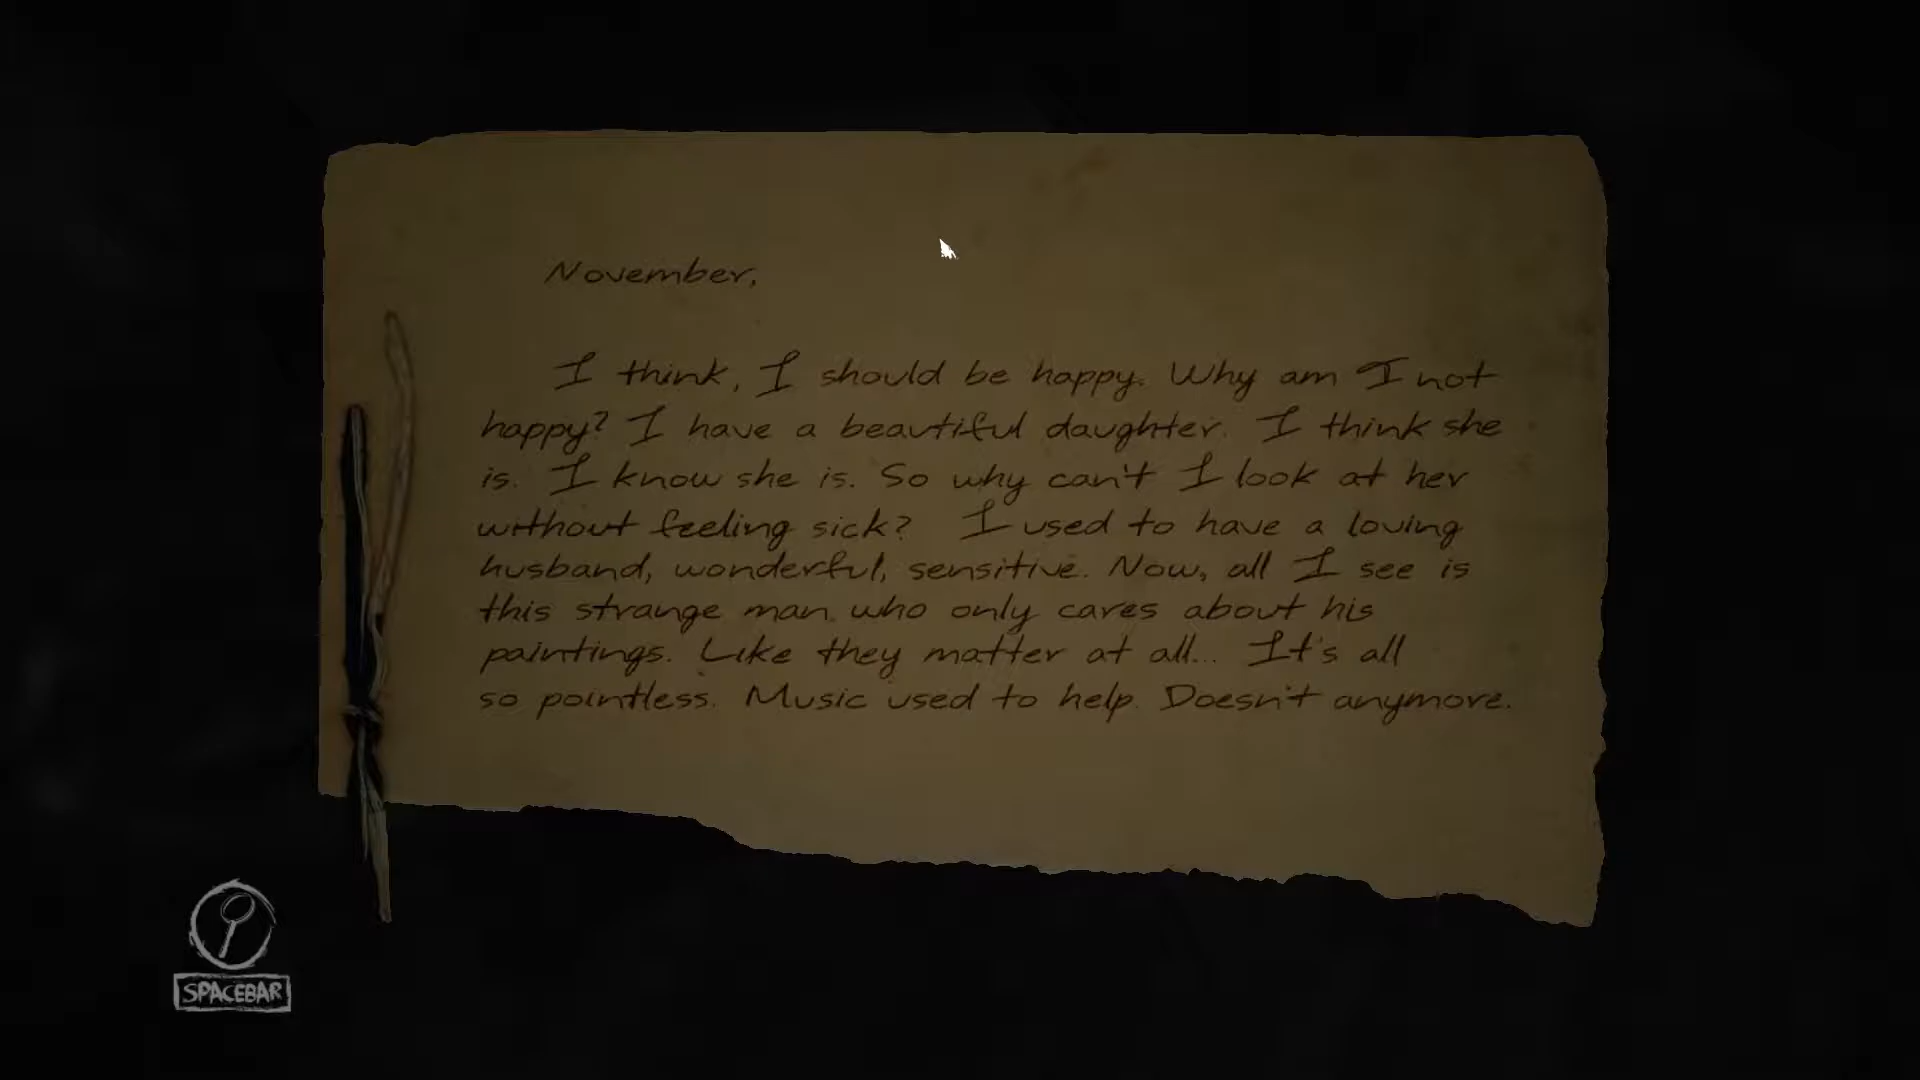 November,
I think, I should be happy. Why am I not
happy? I have a beautiful daughter. I think she
is. I know she is. So why can't I look at her
without feeling sick? I used to have a loving
husband, wonderful, sensitive. Now, all I see is
this strange man who only cares about his
paintings. Like they matter at all... It's all
so pointless. Music used to help. Doesn't anymore.
SPACEBAR